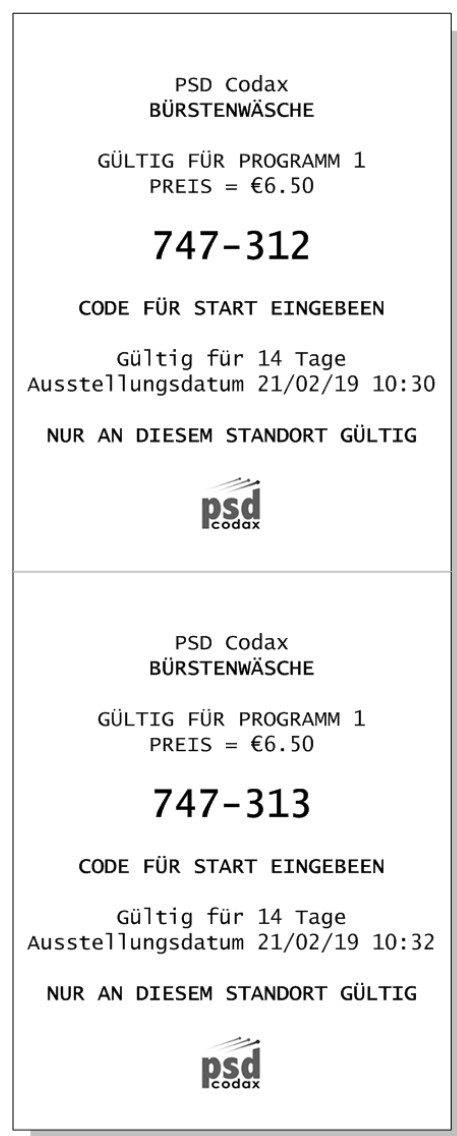 PSD Codax
BÜRSTENWÄSCHE
GÜLTIG FÜR PROGRAMM 1
PREIS = €6.50
747-312
CODE FÜR START EINGEBEEN
Gültig für 14 Tage
Ausstellungsdatum 21/02/19 10:30
NUR AN DIESEM STANDORT GÜLTIG
psd
codax
PSD Codax
BÜRSTENWÄSCHE
GÜLTIG FÜR PROGRAMM 1
PREIS = €6.50
747-313
CODE FÜR START EINGEBEEN
Gültig für 14 Tage
Ausstellungsdatum 21/02/19 10:32
NUR AN DIESEM STANDORT GÜLTIG
psd
codax